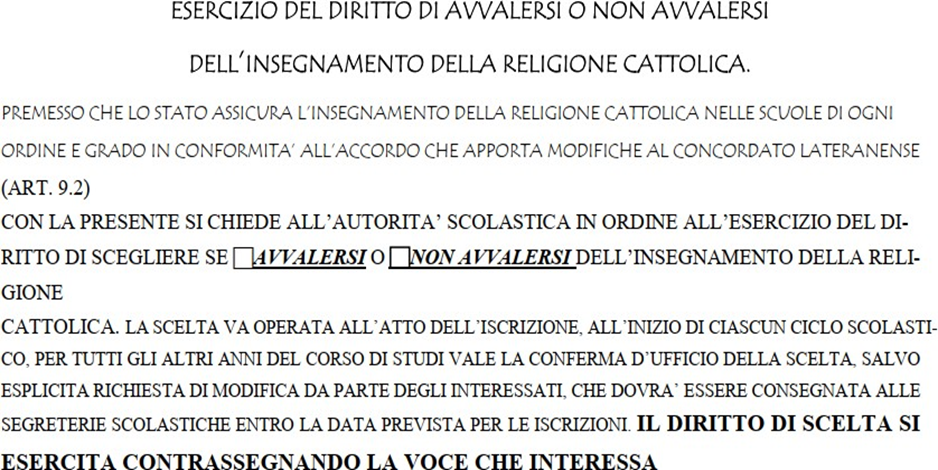 ESERCIZIO DEL DIRITTO DI AVVALERSI O NON AVVALERSI
DELL'INSEGNAMENTO DELLA RELIGIONE CATTOLICA.
PREMESSO CHE LO STATO ASSICURA L'INSEGNAMENTO DELLA RELIGIONE CATTOLICA NELLE SCUOLE DI OGNI
ORDINE E GRADO IN CONFORMITA' ALL'ACCORDO CHE APPORTA MODIFICHE AL CONCORDATO LATERANENSE
(ART. 9.2)
CON LA PRESENTE SI CHIEDE ALL'AUTORITA' SCOLASTICA IN ORDINE ALL'ESERCIZIO DEL DI-
RITTO DI SCEGLIERE SE □AVVALERSI O □NON AVVALERSI DELL'INSEGNAMENTO DELLA RELI-
GIONE
CATTOLICA. LA SCELTA VA OPERATA ALL'ATTO DELL'ISCRIZIONE, ALL'INIZIO DI CIASCUN CICLO SCOLASTI-
CO, PER TUTTI GLI ALTRI ANNI DEL CORSO DI STUDI VALE LA CONFERMA D'UFFICIO DELLA SCELTA, SALVO
ESPLICITA RICHIESTA DI MODIFICA DA PARTE DEGLI INTERESSATI, CHE DOVRA' ESSERE CONSEGNATA ALLE
SEGRETERIE SCOLASTICHE ENTRO LA DATA PREVISTA PER LE ISCRIZIONI. IL DIRITTO DI SCELTA SI
ESERCITA CONTRASSEGNANDO LA VOCE CHE INTERESSA